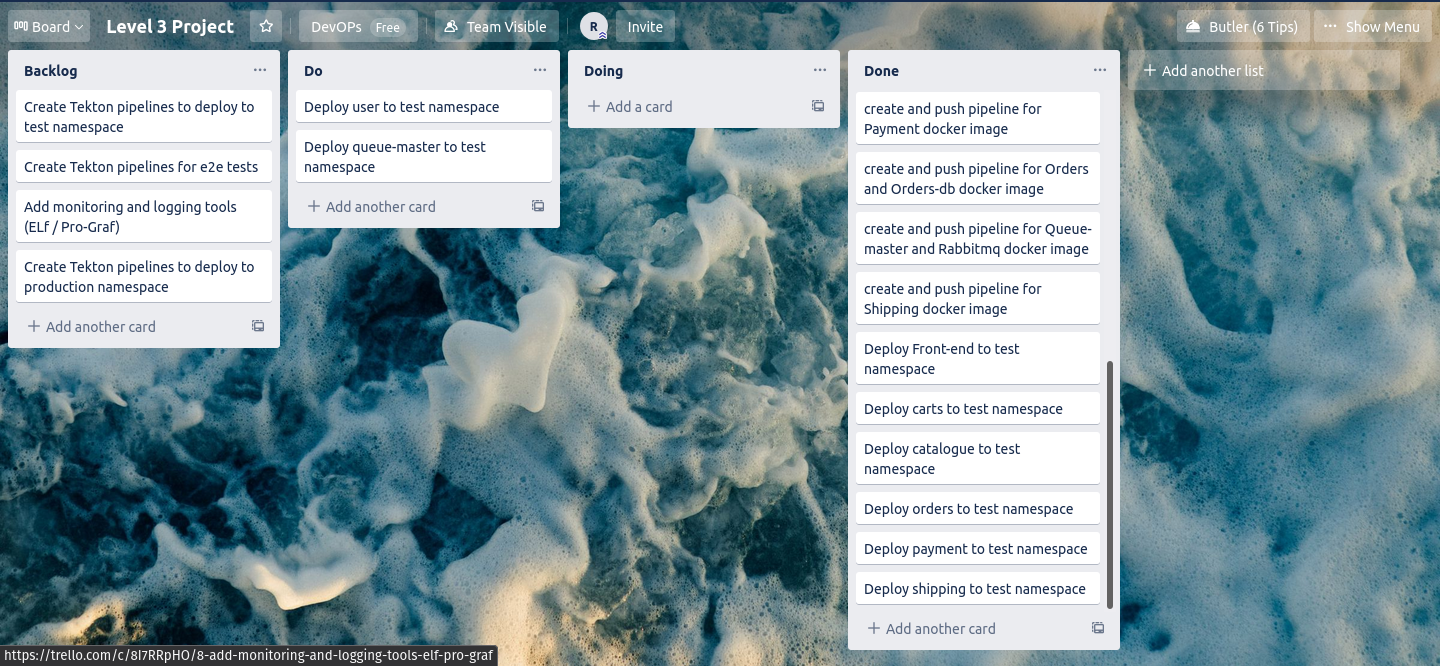 Board
Level 3 Project
DevOPs Free
Team Visible
R
Invite
Butler (6 Tips)
Show Menu
Backlog
Create Tekton pipelines to deploy to
test namespace
Create Tekton pipelines for e2e tests
Add monitoring and logging tools
(ELf / Pro-Graf)
Create Tekton pipelines to deploy to
production namespace
Add another card
Do
Deploy user to test namespace
Deploy queue-master to test
namespace
Add another card
Doing
Add a card
Done
create and push pipeline for
Payment docker image
create and push pipeline for Orders
and Orders-db docker image
create and push pipeline for Queue-
master and Rabbitmq docker image
create and push pipeline for
Shipping docker image
Deploy Front-end to test
namespace
Deploy carts to test namespace
Deploy catalogue to test
namespace
Deploy orders to test namespace
Deploy payment to test namespace
Deploy shipping to test namespace
Add another card
Add another list
https://trello.com/c/8I7RRpHO/8-add-monitoring-and-logging-tools-elf-pro-graf